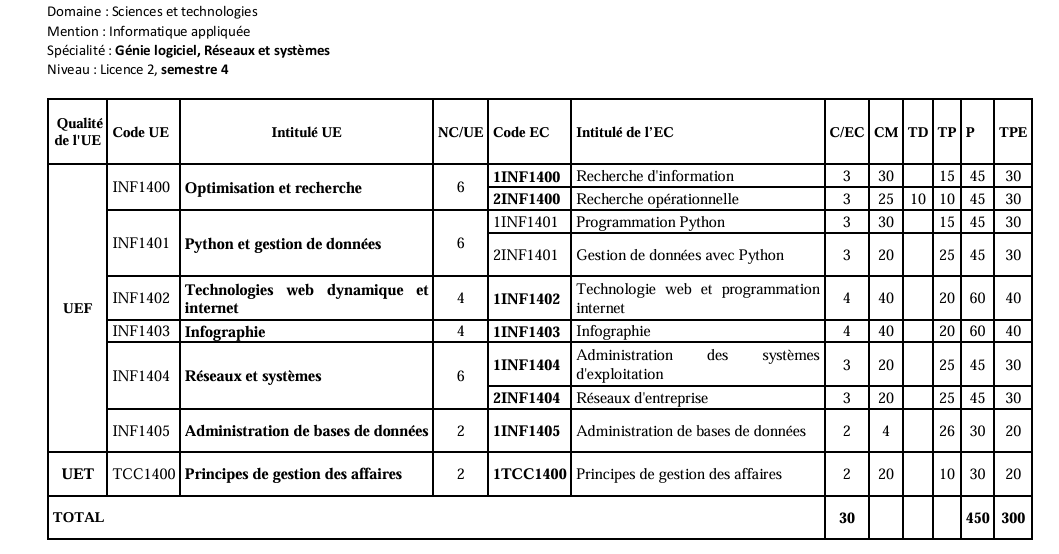 Domaine : Sciences et technologies
Mention : Informatique appliquée
Spécialité : Génie logiciel, Réseaux et systèmes
Niveau : Licence 2, semestre 4
Qualité de l'UE Code UE Intitulé UE NC/UE Code EC Intitulé de l'EC C/EC CM TD TP P TPE
UEF
INF1400 Optimisation et recherche 6
1INF1400 Recherche d'information 3 30 15 45 30
2INF1400 Recherche opérationnelle 3 25 10 10 45 30
INF1401 Python et gestion de données 6
1INF1401 Programmation Python 3 30 15 45 30
2INF1401 Gestion de données avec Python 3 20 25 45 30
INF1402 Technologies web dynamique et internet 4 1INF1402 Technologie web et programmation internet 4 40 20 60 40
INF1403 Infographie 4 1INF1403 Infographie 4 40 20 60 40
INF1404 Réseaux et systèmes 6
1INF1404 Administration des systèmes d'exploitation 3 20 25 45 30
2INF1404 Réseaux d'entreprise 3 20 25 45 30
INF1405 Administration de bases de données 2 1INF1405 Administration de bases de données 2 4 26 30 20
UET TCC1400 Principes de gestion des affaires 2 1TCC1400 Principes de gestion des affaires 2 20 10 30 20
TOTAL 30 450 300